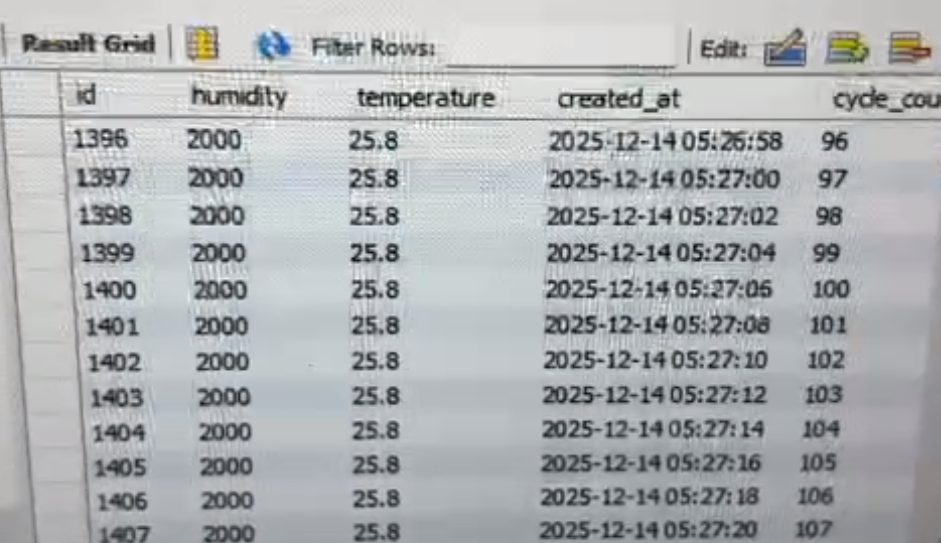 Result Grid Filter Rows: Edit:
id humidity temperature created_at cycle_cou
1396 2000 25.8 2025-12-14 05:26:58 96
1397 2000 25.8 2025-12-14 05:27:00 97
1398 2000 25.8 2025-12-14 05:27:02 98
1399 2000 25.8 2025-12-14 05:27:04 99
1400 2000 25.8 2025-12-14 05:27:06 100
1401 2000 25.8 2025-12-14 05:27:08 101
1402 2000 25.8 2025-12-14 05:27:10 102
1403 2000 25.8 2025-12-14 05:27:12 103
1404 2000 25.8 2025-12-14 05:27:14 104
1405 2000 25.8 2025-12-14 05:27:16 105
1406 2000 25.8 2025-12-14 05:27:18 106
1407 2000 25.8 2025-12-14 05:27:20 107